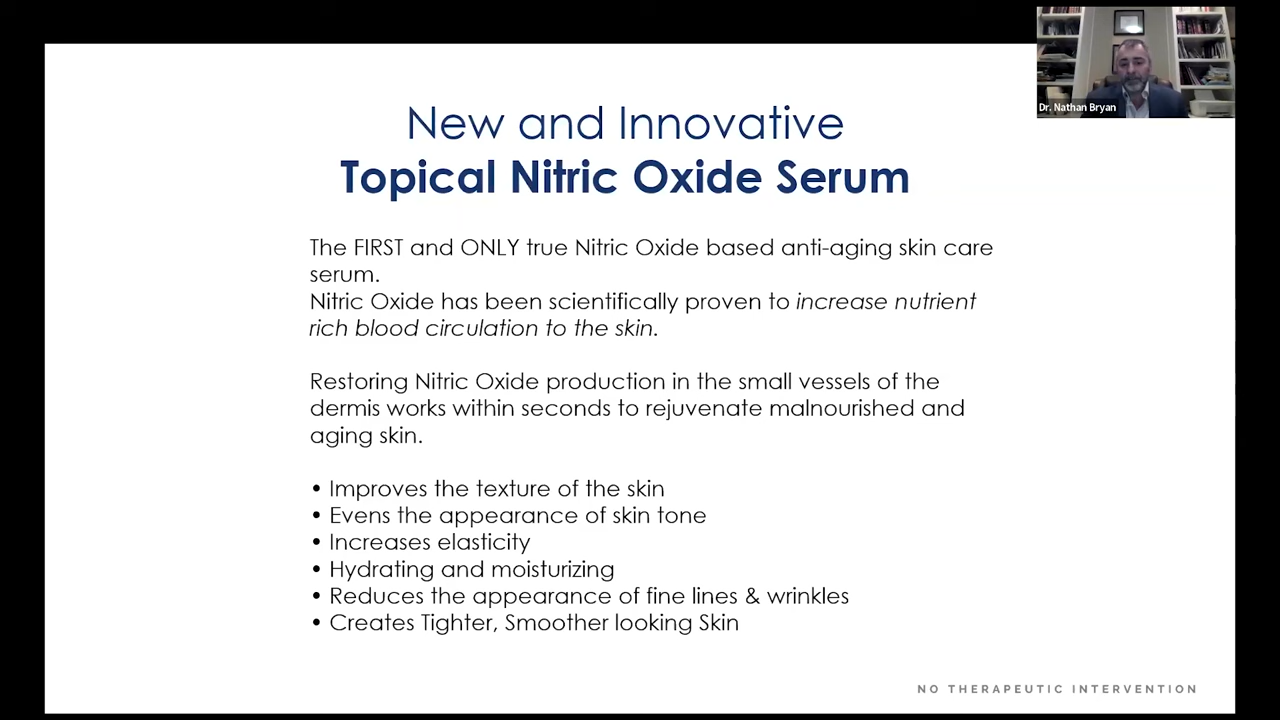 Dr. Nathan Bryan
New and Innovative
Topical Nitric Oxide Serum
The FIRST and ONLY true Nitric Oxide based anti-aging skin care
serum.
Nitric Oxide has been scientifically proven to increase nutrient
rich blood circulation to the skin.
Restoring Nitric Oxide production in the small vessels of the
dermis works within seconds to rejuvenate malnourished and
aging skin.
• Improves the texture of the skin
• Evens the appearance of skin tone
• Increases elasticity
• Hydrating and moisturizing
• Reduces the appearance of fine lines & wrinkles
• Creates Tighter, Smoother looking Skin
NO THERAPEUTIC INTERVENTION